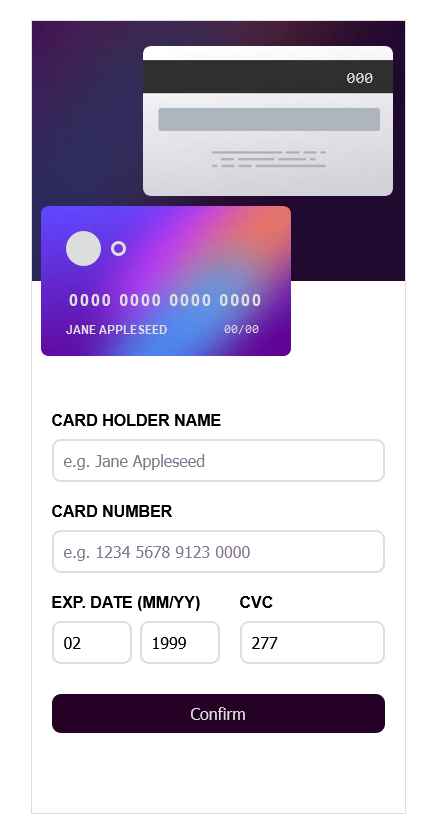 000
0000 0000 0000 0000
JANE APPLESEED 00/00
CARD HOLDER NAME
e.g. Jane Appleseed
CARD NUMBER
e.g. 1234 5678 9123 0000
EXP. DATE (MM/YY) CVC
02 1999 277
Confirm